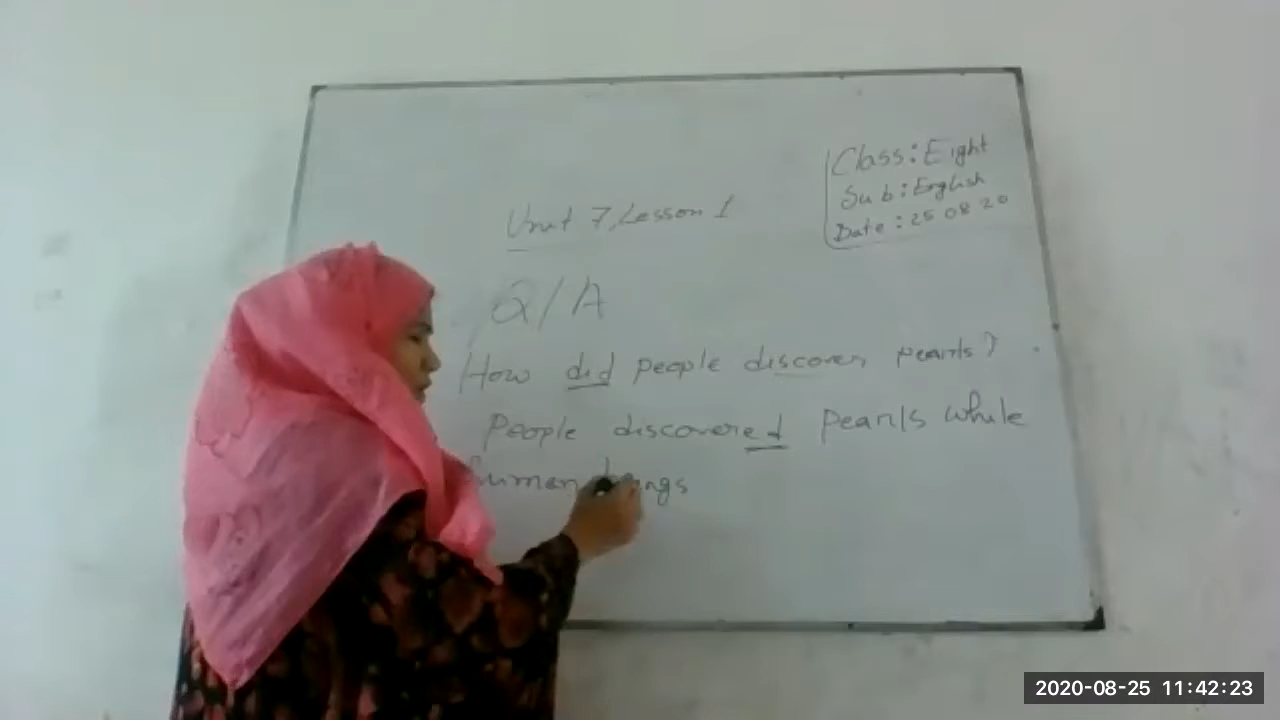 Class: Eight
Sub: English
Date: 25 08 20
Unit 7, Lesson 1
Q/A
How did people discover pearls?
People discovered pearls while
human beings
2020-08-25 11:42:23